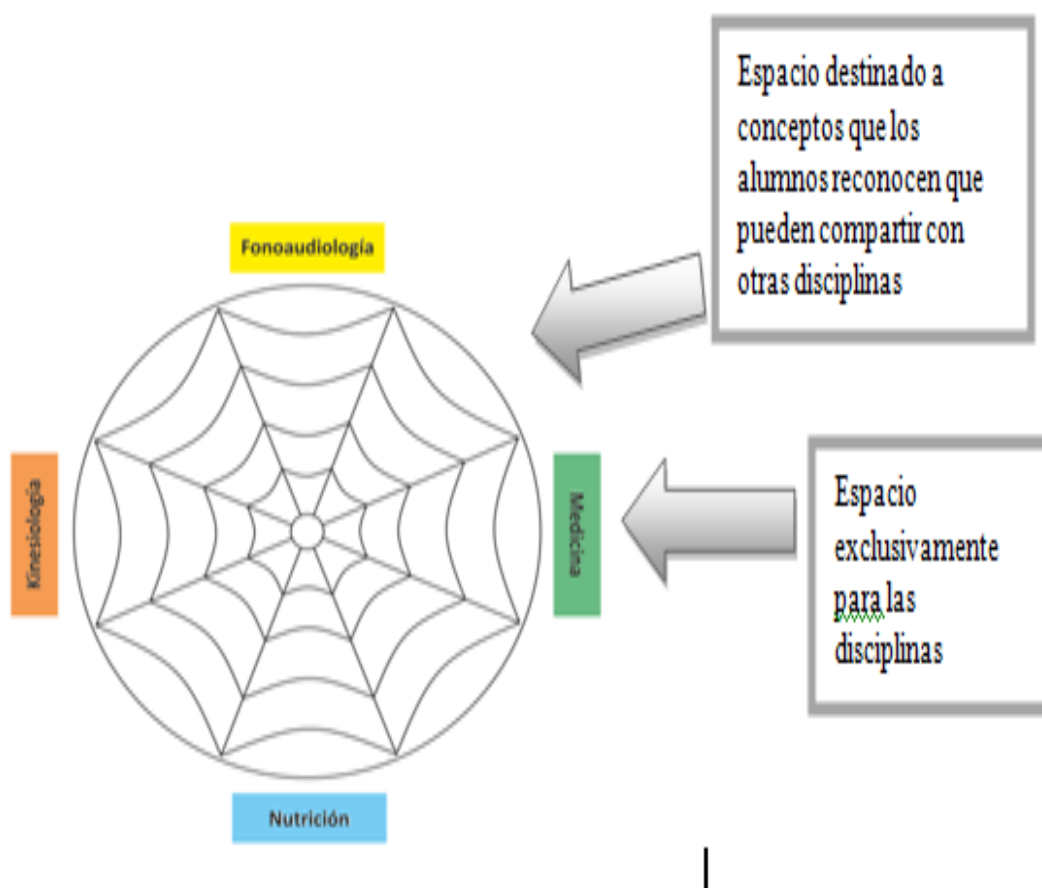 Espacio destinado a
conceptos que los
alumnos reconocen que
pueden compartir con
otras disciplinas
Fonoaudiología
Kinesiología
Medicina
Espacio
exclusivamente
para las
disciplinas
Nutrición